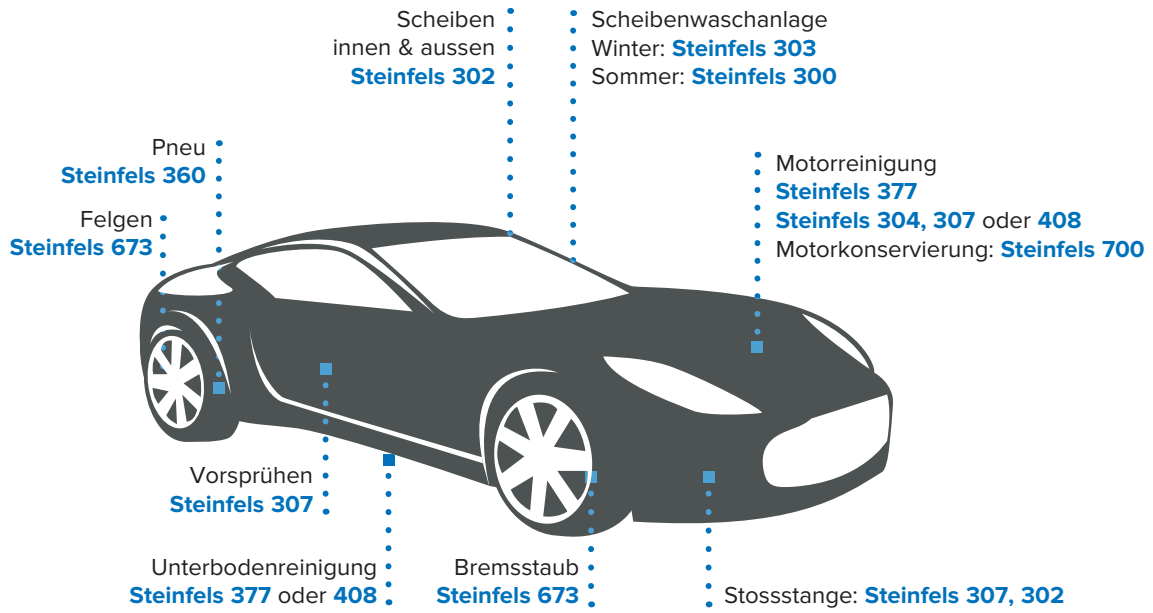 Scheiben
innen & aussen
Steinfels 302
Scheibenwaschanlage
Winter: Steinfels 303
Sommer: Steinfels 300
Pneu
Steinfels 360
Felgen
Steinfels 673
Motorreinigung
Steinfels 377
Steinfels 304, 307 oder 408
Motorkonservierung: Steinfels 700
Vorsprühen
Steinfels 307
Unterbodenreinigung
Steinfels 377 oder 408
Bremsstaub
Steinfels 673
Stossstange: Steinfels 307, 302